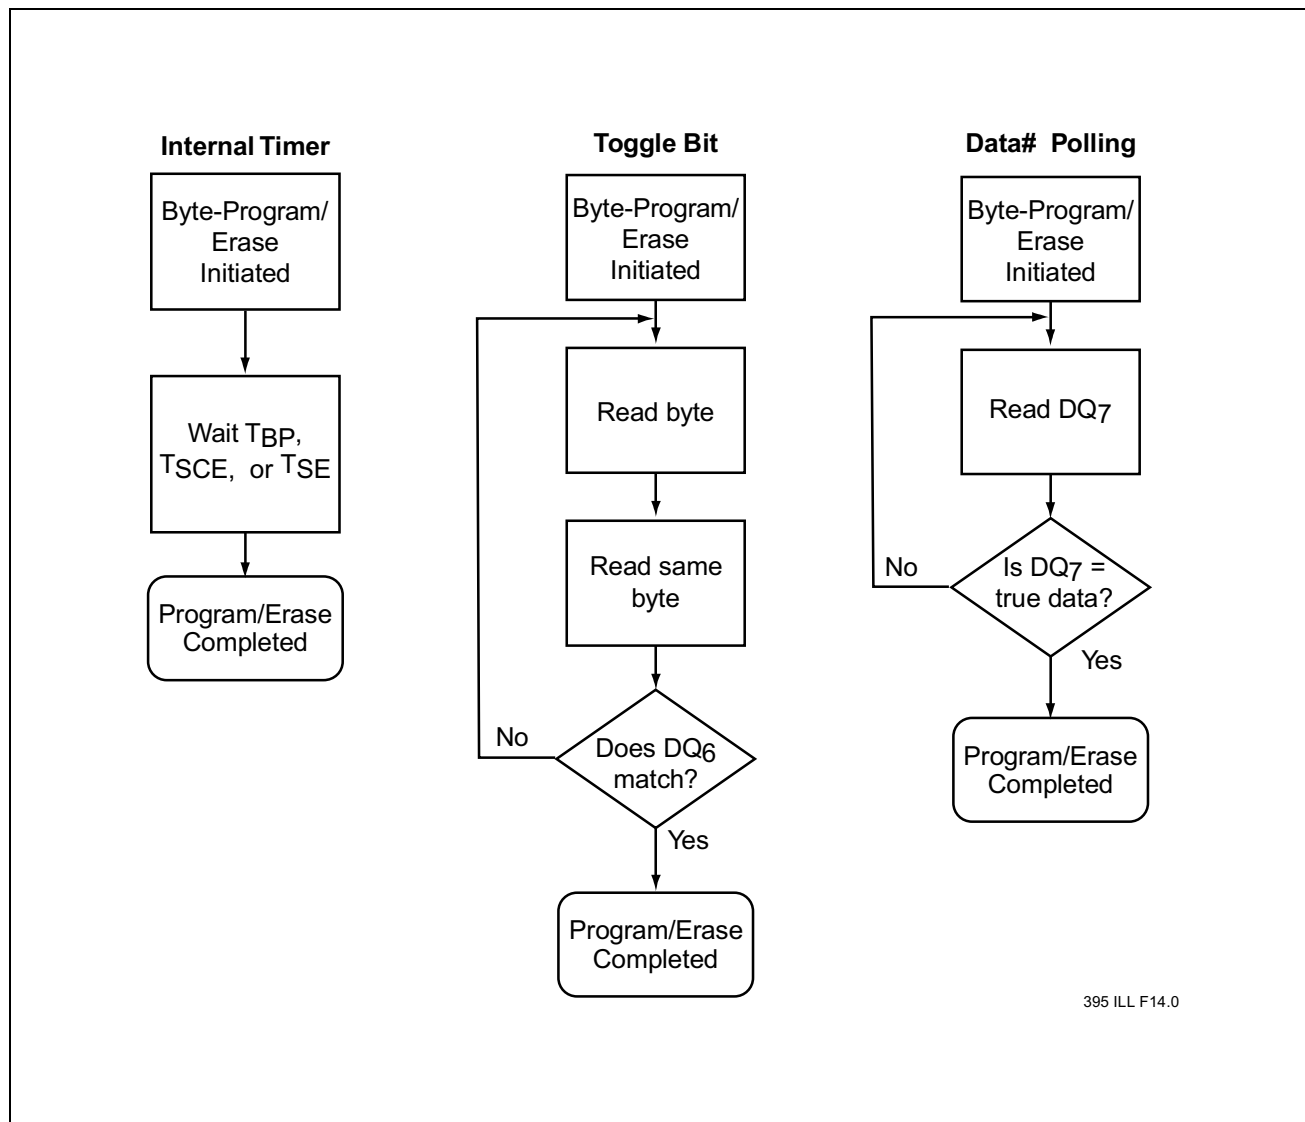 Internal Timer
Byte-Program/
Erase
Initiated
Wait TBP,
TSCE, or TSE
Program/Erase
Completed
Toggle Bit
Byte-Program/
Erase
Initiated
Read byte
Read same
byte
Does DQ6
match?
No
Yes
Program/Erase
Completed
Data# Polling
Byte-Program/
Erase
Initiated
Read DQ7
Is DQ7 =
true data?
No
Yes
Program/Erase
Completed
395 ILL F14.0